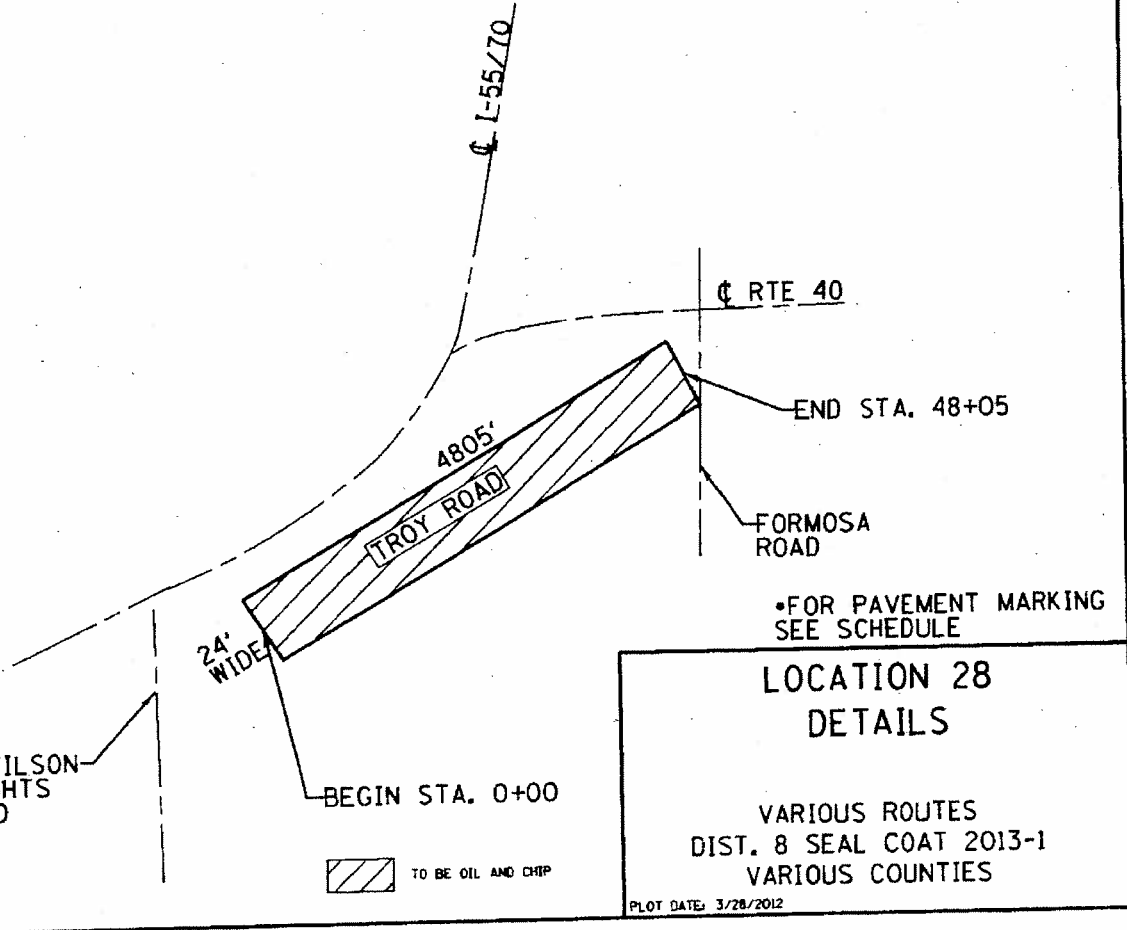 ℄ I-55/70
℄ RTE 40
END STA. 48+05
4805'
TROY ROAD
FORMOSA
ROAD
•FOR PAVEMENT MARKING
SEE SCHEDULE
24'
WIDE
LOCATION 28
DETAILS
ILSON
HTS
BEGIN STA. 0+00
VARIOUS ROUTES
DIST. 8 SEAL COAT 2013-1
VARIOUS COUNTIES
TO BE OIL AND CHIP
PLOT DATE: 3/28/2012